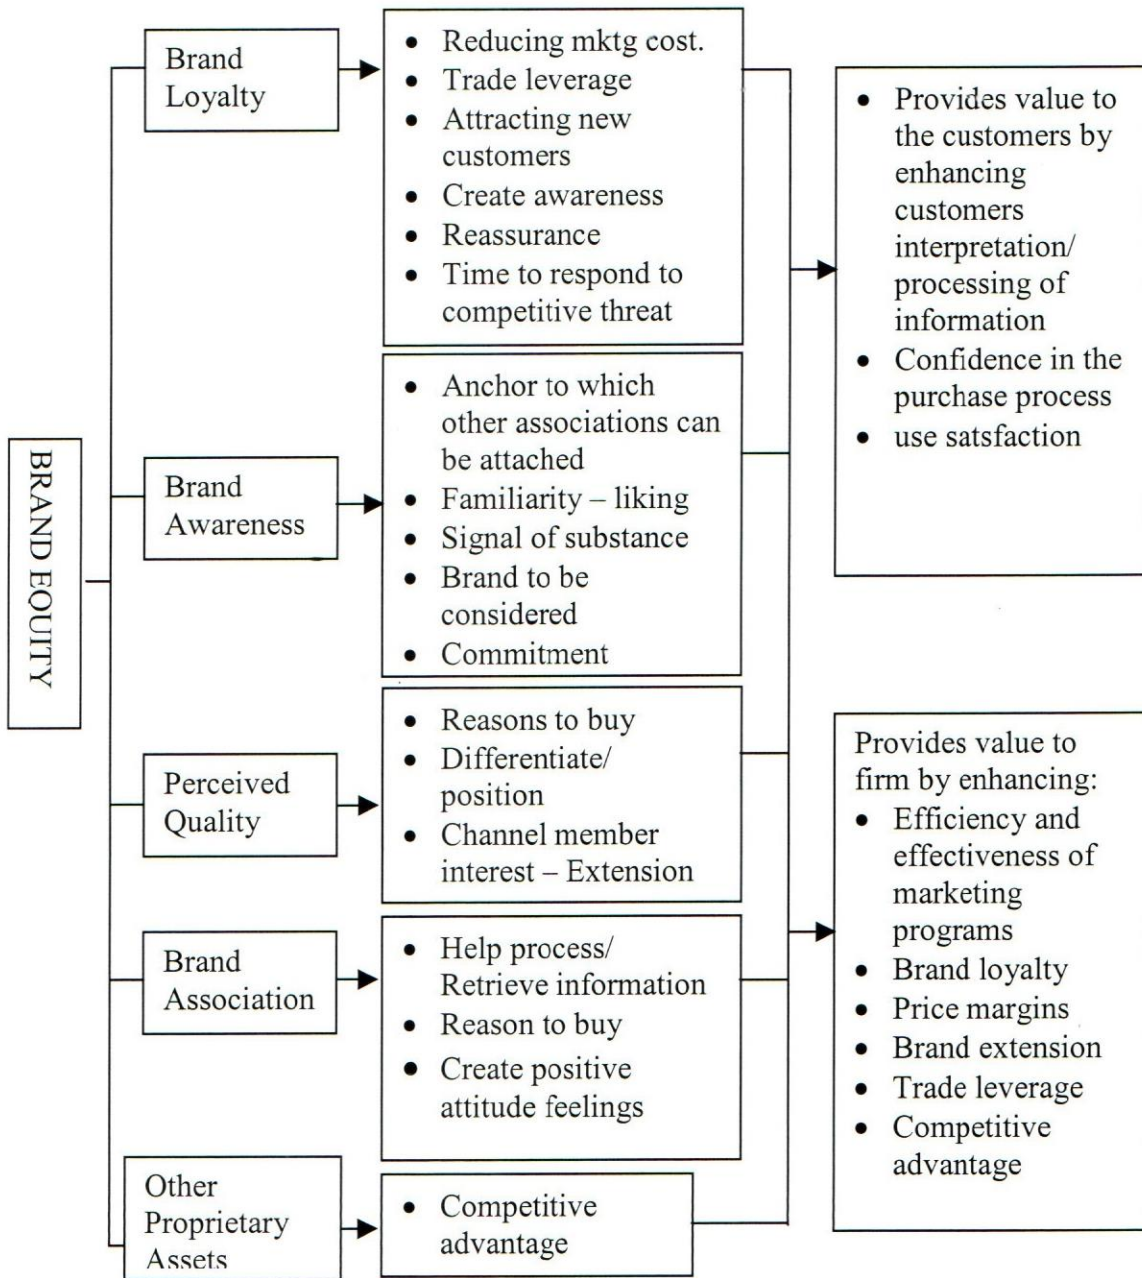 BRAND EQUITY
Brand
Loyalty
• Reducing mktg cost.
• Trade leverage
• Attracting new
customers
• Create awareness
• Reassurance
• Time to respond to
competitive threat
Brand
Awareness
• Anchor to which
other associations can
be attached
• Familiarity – liking
• Signal of substance
• Brand to be
considered
• Commitment
Perceived
Quality
• Reasons to buy
• Differentiate/
position
• Channel member
interest – Extension
Brand
Association
• Help process/
Retrieve information
• Reason to buy
• Create positive
attitude feelings
Other
Proprietary
Assets
• Competitive
advantage
• Provides value to
the customers by
enhancing
customers
interpretation/
processing of
information
• Confidence in the
purchase process
• use satsfaction
Provides value to
firm by enhancing:
• Efficiency and
effectiveness of
marketing
programs
• Brand loyalty
• Price margins
• Brand extension
• Trade leverage
• Competitive
advantage